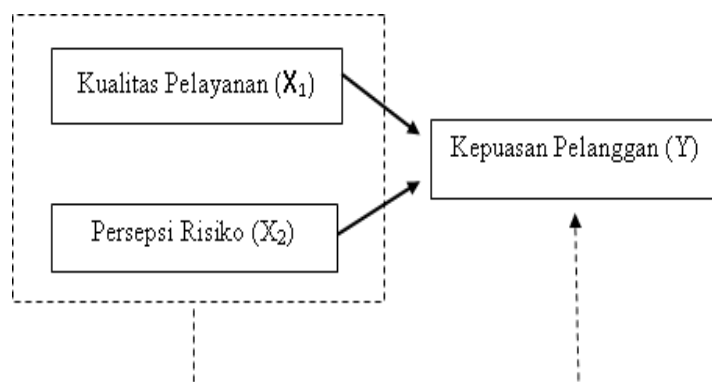 Kualitas Pelayanan (X₁)
Kepuasan Pelanggan (Y)
Persepsi Risiko (X₂)